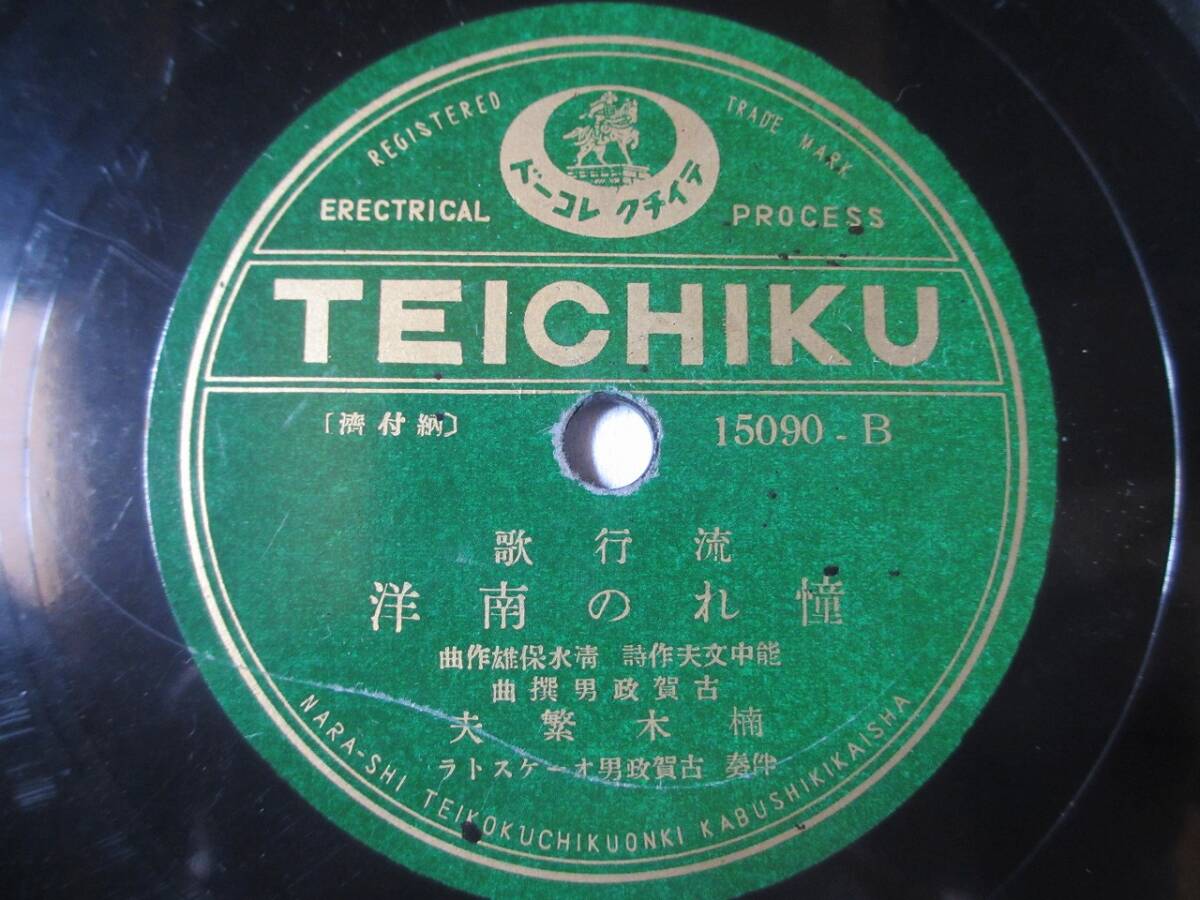 REGISTERED TRADE MARK
テイチクレコード
ERECTRICAL PROCESS
TEICHIKU
〔納付濟〕 15090 - B
流行歌
憧れの南洋
能中文夫作詩 淸水保雄作曲
古賀政男撰曲
楠木繁夫
伴奏 古賀政男オーケストラ
NARA-SHI TEIKOKUCHIKUONKI KABUSHIKIKAISHA